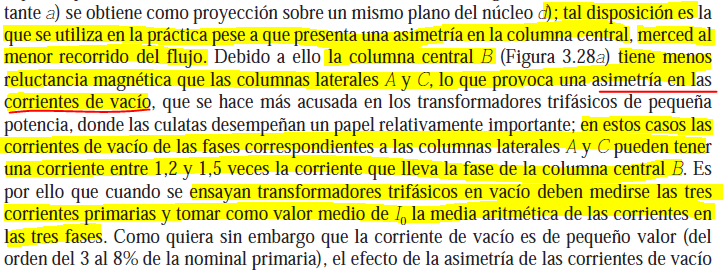 tante a) se obtiene como proyección sobre un mismo plano del núcleo d); tal disposición es la
que se utiliza en la práctica pese a que presenta una asimetría en la columna central, merced al
menor recorrido del flujo. Debido a ello la columna central B (Figura 3.28a) tiene menos
reluctancia magnética que las columnas laterales A y C, lo que provoca una asimetría en las
corrientes de vacío, que se hace más acusada en los transformadores trifásicos de pequeña
potencia, donde las culatas desempeñan un papel relativamente importante; en estos casos las
corrientes de vacío de las fases correspondientes a las columnas laterales A y C pueden tener
una corriente entre 1,2 y 1,5 veces la corriente que lleva la fase de la columna central B. Es
por ello que cuando se ensayan transformadores trifásicos en vacío deben medirse las tres
corrientes primarias y tomar como valor medio de I₀ la media aritmética de las corrientes en
las tres fases. Como quiera sin embargo que la corriente de vacío es de pequeño valor (del
orden del 3 al 8% de la nominal primaria), el efecto de la asimetría de las corrientes de vacío